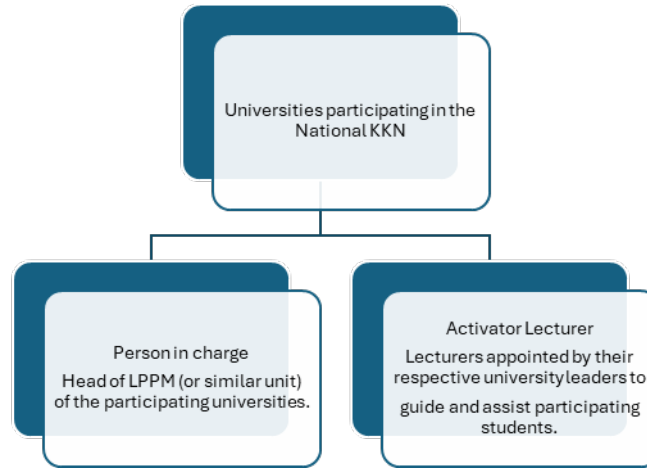 Universities participating in the
National KKN
Person in charge
Head of LPPM (or similar unit)
of the participating universities.
Activator Lecturer
Lecturers appointed by their
respective university leaders to
guide and assist participating
students.